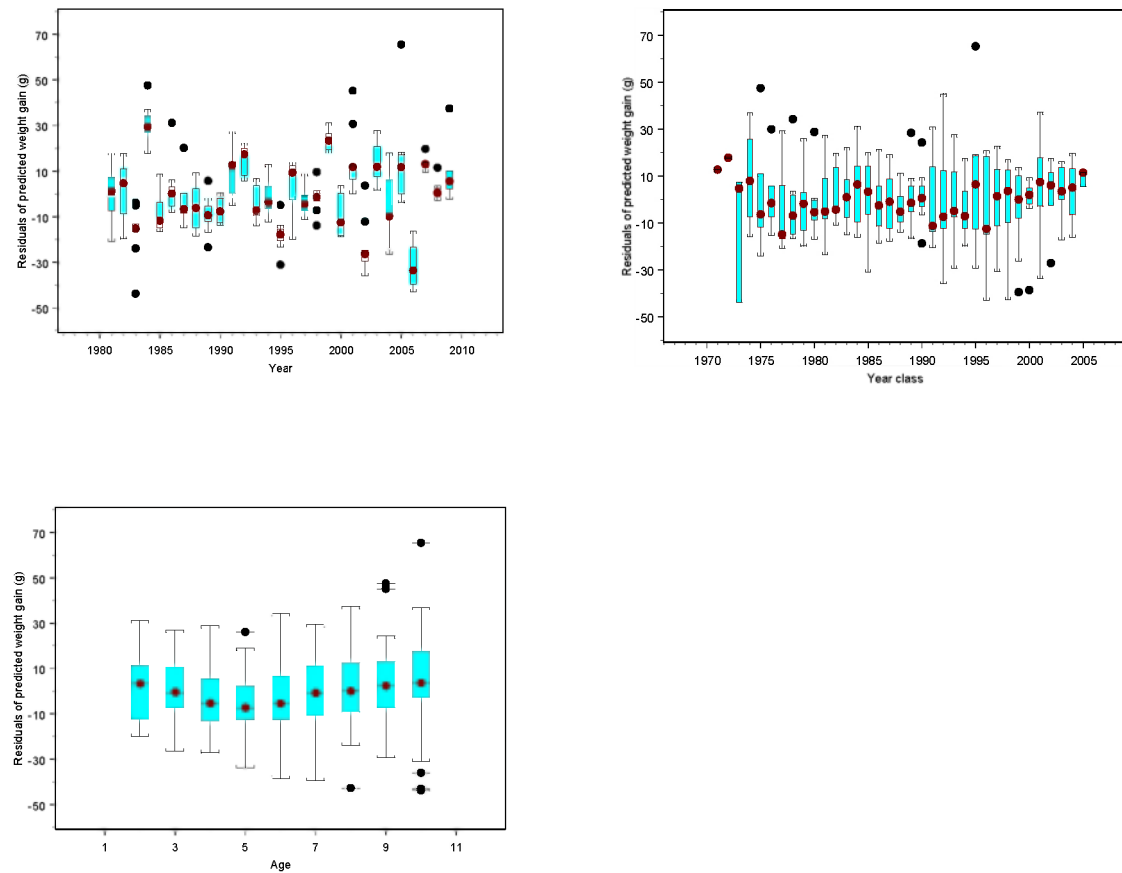 70
50
30
10
-10
-30
-50
Residuals of predicted weight gain (g)
1980 1985 1990 1995 2000 2005 2010
Year
70
50
30
10
-10
-30
-50
Residuals of predicted weight gain (g)
1970 1975 1980 1985 1990 1995 2000 2005
Year class
70
50
30
10
-10
-30
-50
Residuals of predicted weight gain (g)
1 3 5 7 9 11
Age